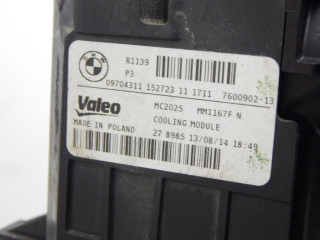 BMW
R1139
P3
09704311 152723 11 1711 7600902-13
Valeo MC2025 MM1167F N
COOLING MODULE
MADE IN POLAND 27 8985 13/08/14 18:49